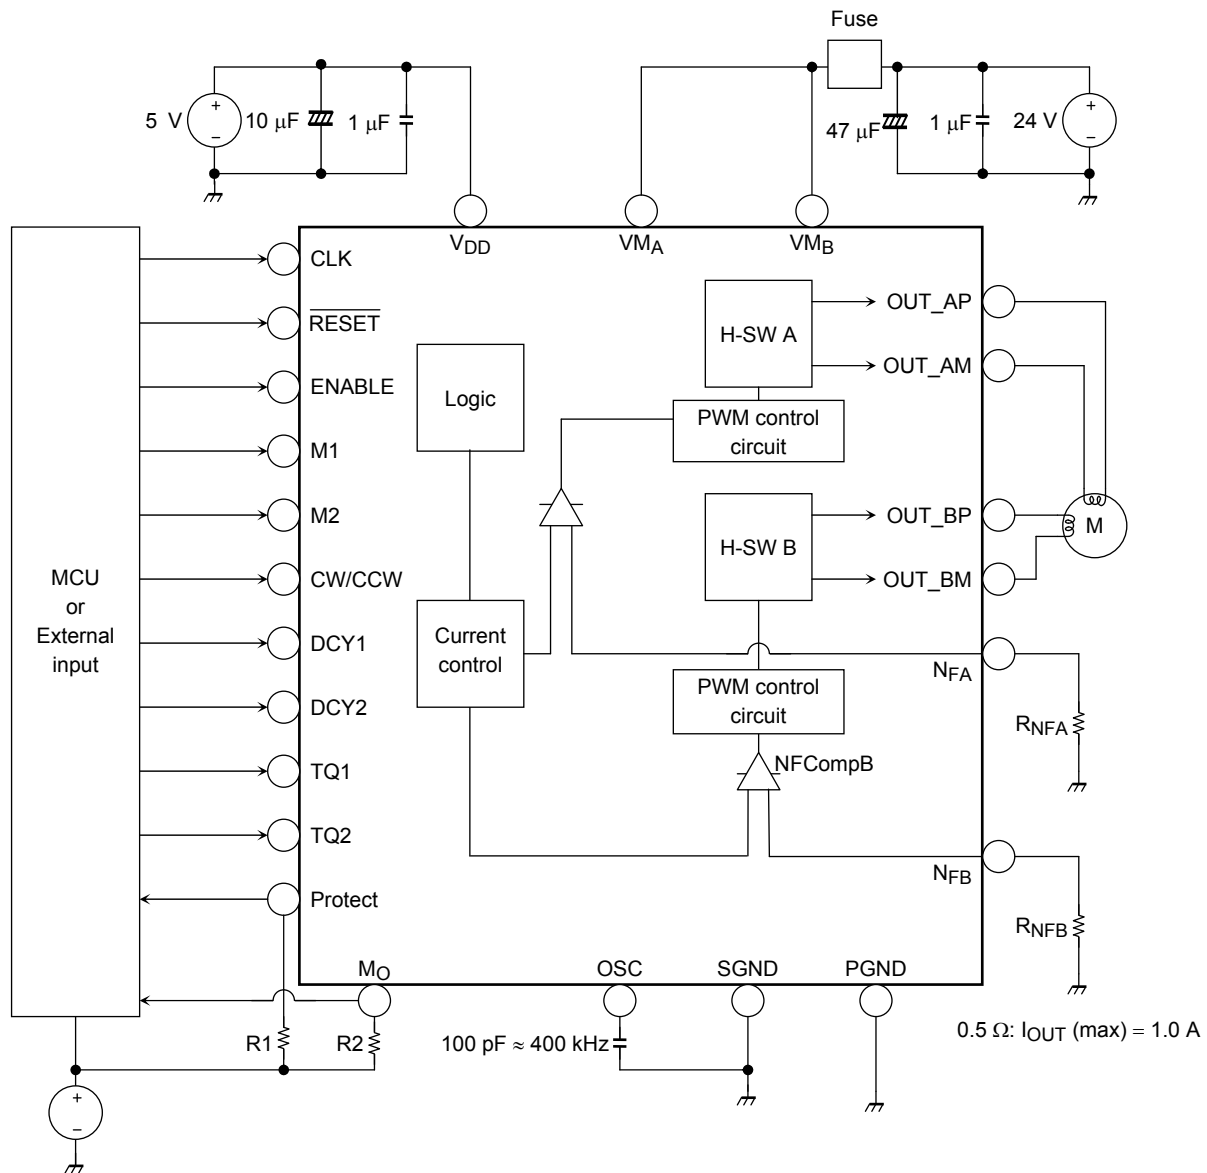 Fuse
5 V
10 μF
1 μF
47 μF
1 μF
24 V
+
−
+
−
VDD
VMA
VMB
CLK
RESET
ENABLE
M1
M2
CW/CCW
DCY1
DCY2
TQ1
TQ2
Protect
MCU
or
External
input
Logic
Current
control
H-SW A
PWM control
circuit
H-SW B
PWM control
circuit
NFCompB
OUT_AP
OUT_AM
OUT_BP
OUT_BM
M
NFA
RNFA
NFB
RNFB
MO
OSC
SGND
PGND
R1
R2
100 pF ≈ 400 kHz
0.5 Ω: IOUT (max) = 1.0 A
+
−